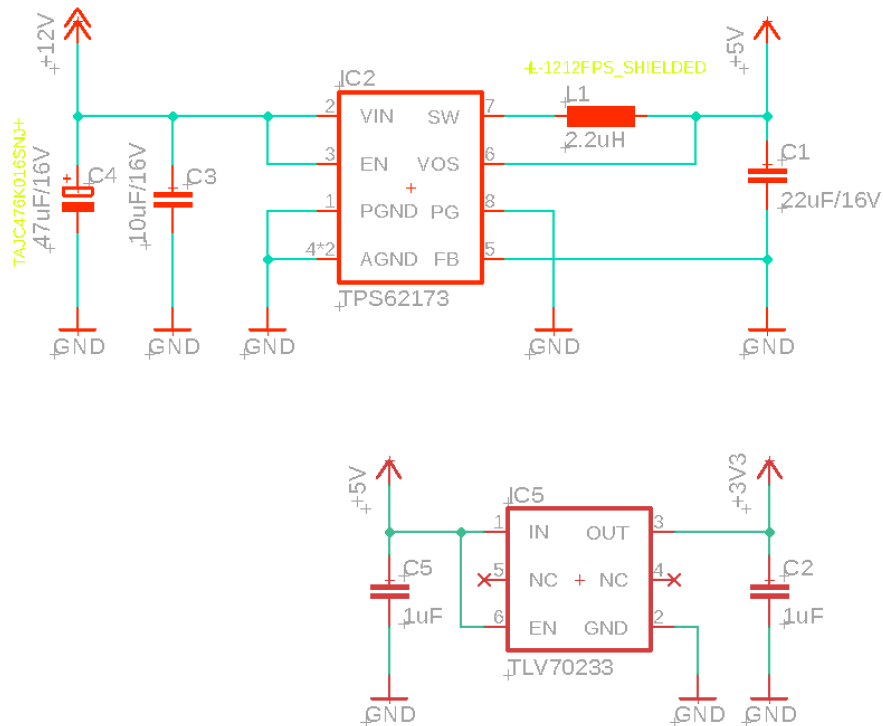 +12V
TAJC476K016SNJ+
+
C4
47uF/16V
C3
10uF/16V
IC2
2
VIN
SW
7
3
EN
VOS
6
1
PGND
PG
8
4*2
AGND
FB
5
TPS62173
L-1212FPS_SHIELDED
L1
2.2uH
+5V
C1
22uF/16V
GND
GND
GND
GND
GND
+5V
C5
1uF
IC5
1
IN
OUT
3
5
NC
NC
4
6
EN
GND
2
TLV70233
+3V3
C2
1uF
GND
GND
GND